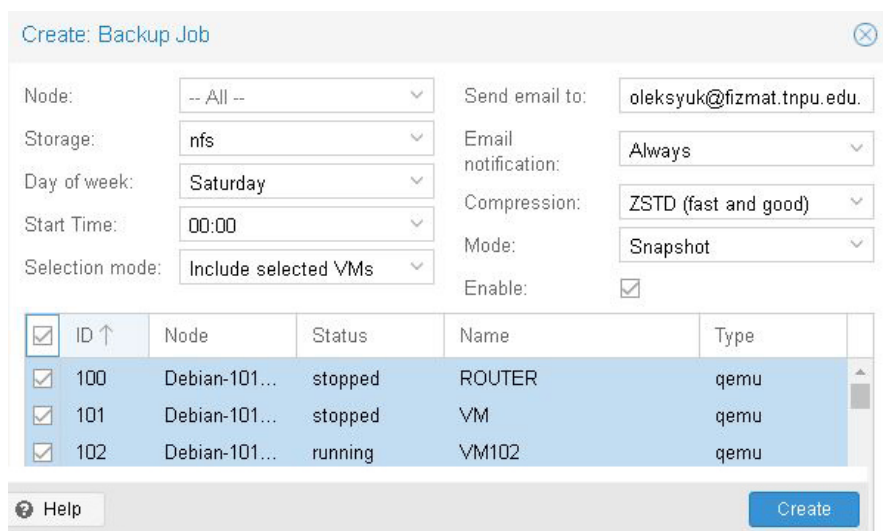 Create: Backup Job
Node: -- All --
Storage: nfs
Day of week: Saturday
Start Time: 00:00
Selection mode: Include selected VMs
Send email to: oleksyuk@fizmat.tnpu.edu.
Email notification: Always
Compression: ZSTD (fast and good)
Mode: Snapshot
Enable:
ID ↑ Node Status Name Type
100 Debian-101... stopped ROUTER qemu
101 Debian-101... stopped VM qemu
102 Debian-101... running VM102 qemu
Help
Create